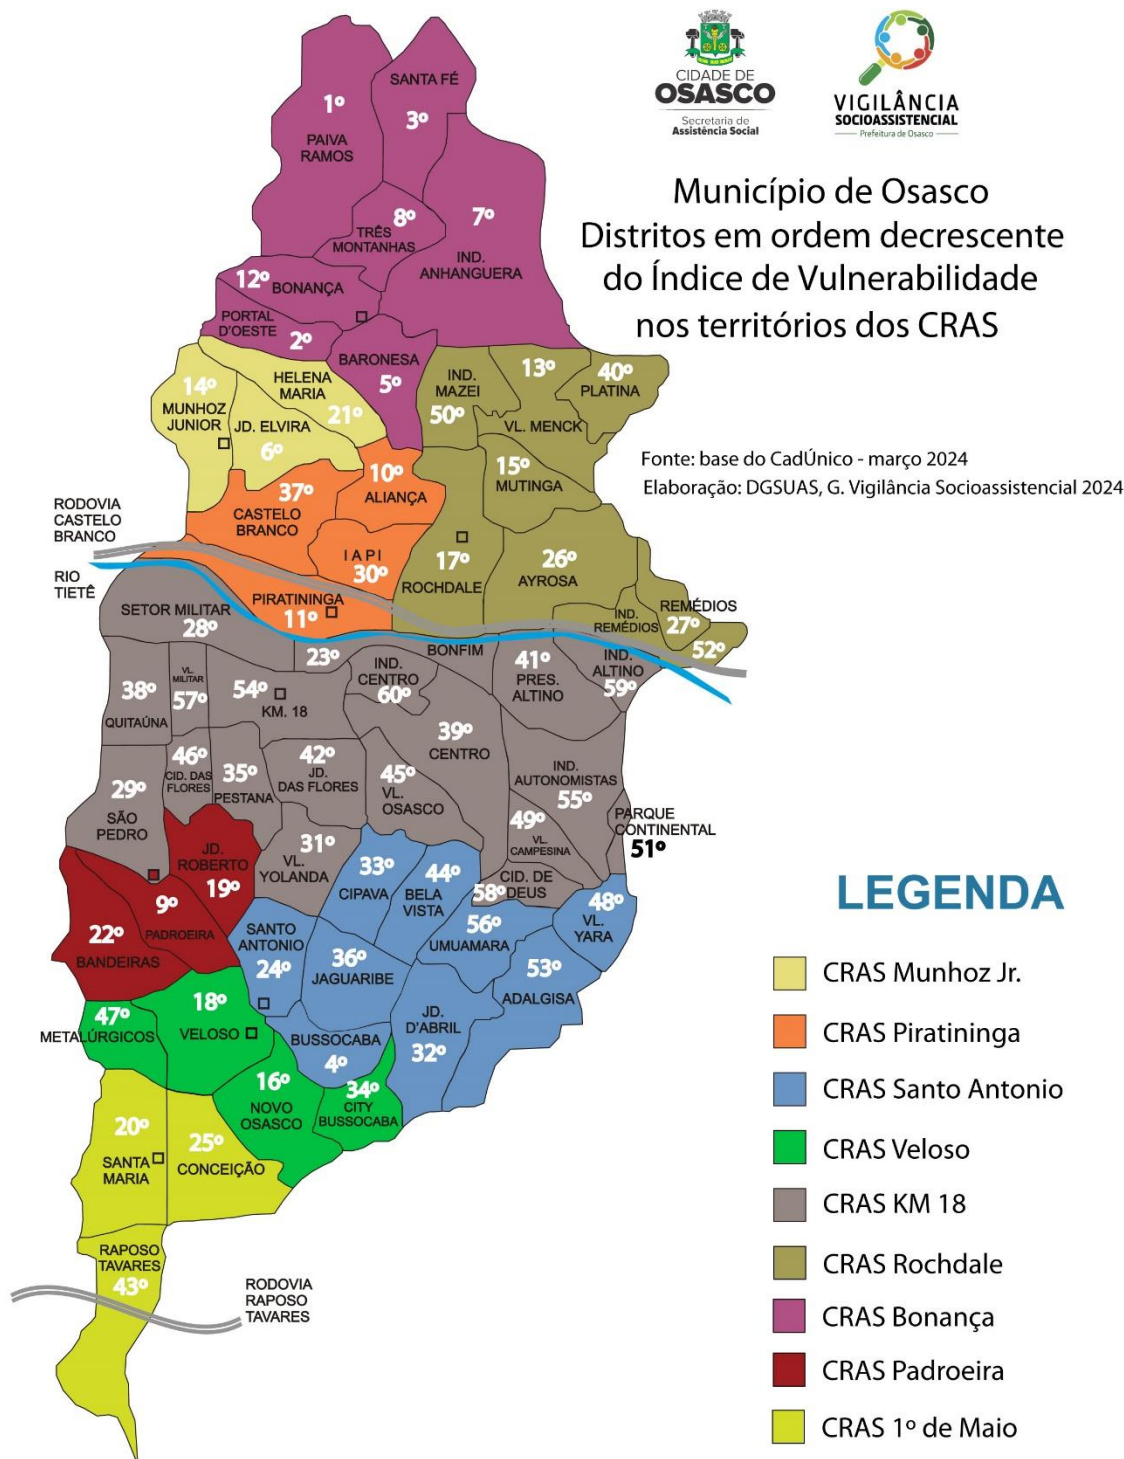 CIDADE DE
OSASCO
Secretaria de
Assistência Social
VIGILÂNCIA
SOCIOASSISTENCIAL
Prefeitura de Osasco
Município de Osasco
Distritos em ordem decrescente
do Índice de Vulnerabilidade
nos territórios dos CRAS
Fonte: base do CadÚnico - março 2024
Elaboração: DGSUAS, G. Vigilância Socioassistencial 2024
1º
PAIVA
RAMOS
SANTA FÉ
3º
8º
TRÊS
MONTANHAS
7º
IND.
ANHANGUERA
12º
BONANÇA
PORTAL
D'OESTE
2º
BARONESA
5º
14º
MUNHOZ
JUNIOR
HELENA
MARIA
21º
JD. ELVIRA
6º
IND.
MAZEI
50º
13º
VL. MENCK
40º
PLATINA
15º
MUTINGA
10º
ALIANÇA
37º
CASTELO
BRANCO
RODOVIA
CASTELO
BRANCO
RIO
TIETÊ
I A P I
30º
17º
ROCHDALE
26º
AYROSA
PIRATININGA
11º
IND.
REMÉDIOS
REMÉDIOS
27º
52º
SETOR MILITAR
28º
23º
BONFIM
IND.
CENTRO
60º
41º
PRES.
ALTINO
IND.
ALTINO
59º
38º
QUITAÚNA
VL.
MILITAR
57º
54º
KM. 18
39º
CENTRO
46º
CID. DAS
FLORES
35º
PESTANA
42º
JD.
DAS FLORES
45º
VL.
OSASCO
IND.
AUTONOMISTAS
55º
29º
SÃO
PEDRO
49º
VL.
CAMPESINA
PARQUE
CONTINENTAL
51º
JD.
ROBERTO
19º
31º
VL.
YOLANDA
33º
CIPAVA
44º
BELA
VISTA
CID. DE
DEUS
58º
48º
VL.
YARA
9º
PADROEIRA
22º
BANDEIRAS
SANTO
ANTONIO
24º
36º
JAGUARIBE
56º
UMUAMARA
53º
ADALGISA
47º
METALÚRGICOS
18º
VELOSO
BUSSOCABA
4º
JD.
D'ABRIL
32º
16º
NOVO
OSASCO
34º
CITY
BUSSOCABA
20º
SANTA
MARIA
25º
CONCEIÇÃO
RAPOSO
TAVARES
43º
RODOVIA
RAPOSO
TAVARES
LEGENDA
CRAS Munhoz Jr.
CRAS Piratininga
CRAS Santo Antonio
CRAS Veloso
CRAS KM 18
CRAS Rochdale
CRAS Bonança
CRAS Padroeira
CRAS 1º de Maio